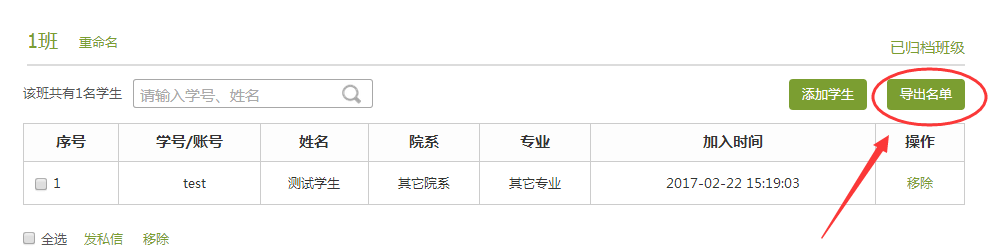 1班 重命名 已归档班级
该班共有1名学生 请输入学号、姓名 添加学生 导出名单
序号 学号/账号 姓名 院系 专业 加入时间 操作
1 test 测试学生 其它院系 其它专业 2017-02-22 15:19:03 移除
全选 发私信 移除